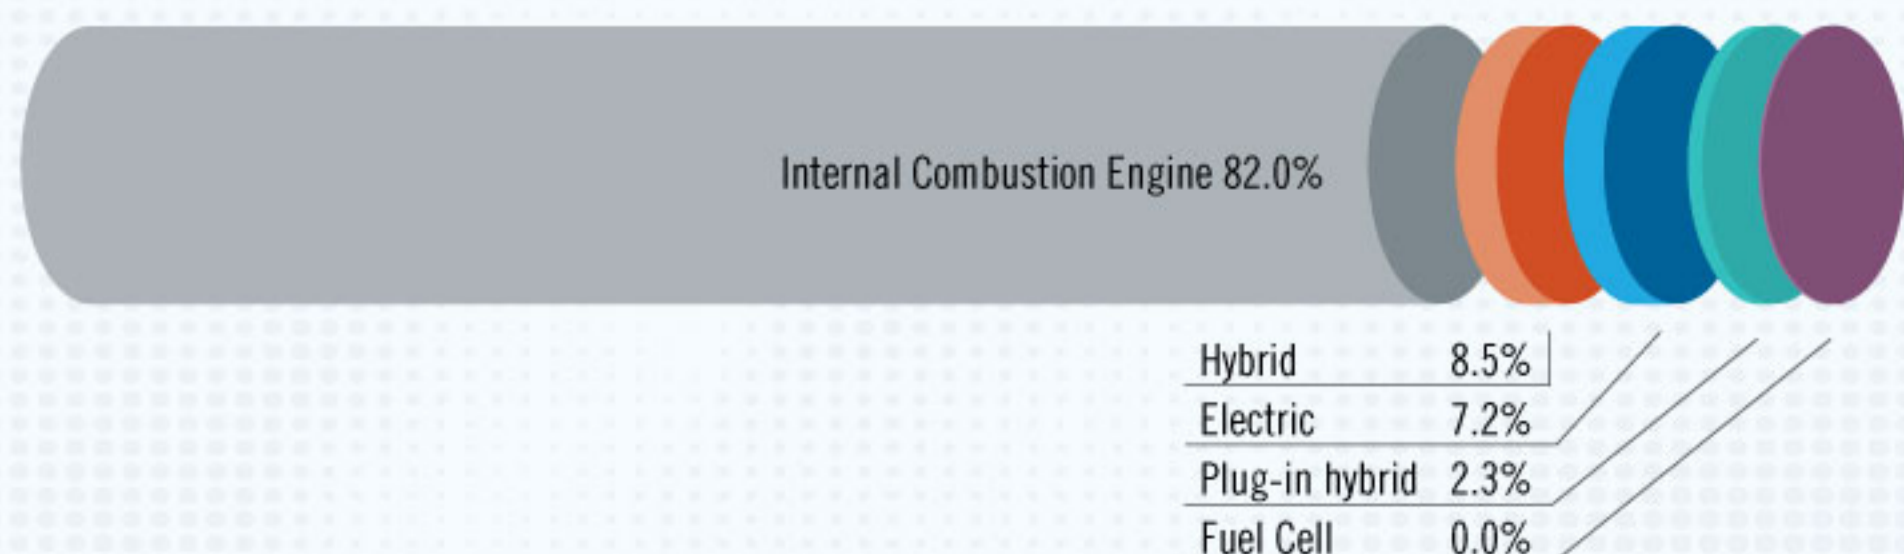 Internal Combustion Engine 82.0%
Hybrid 8.5%
Electric 7.2%
Plug-in hybrid 2.3%
Fuel Cell 0.0%